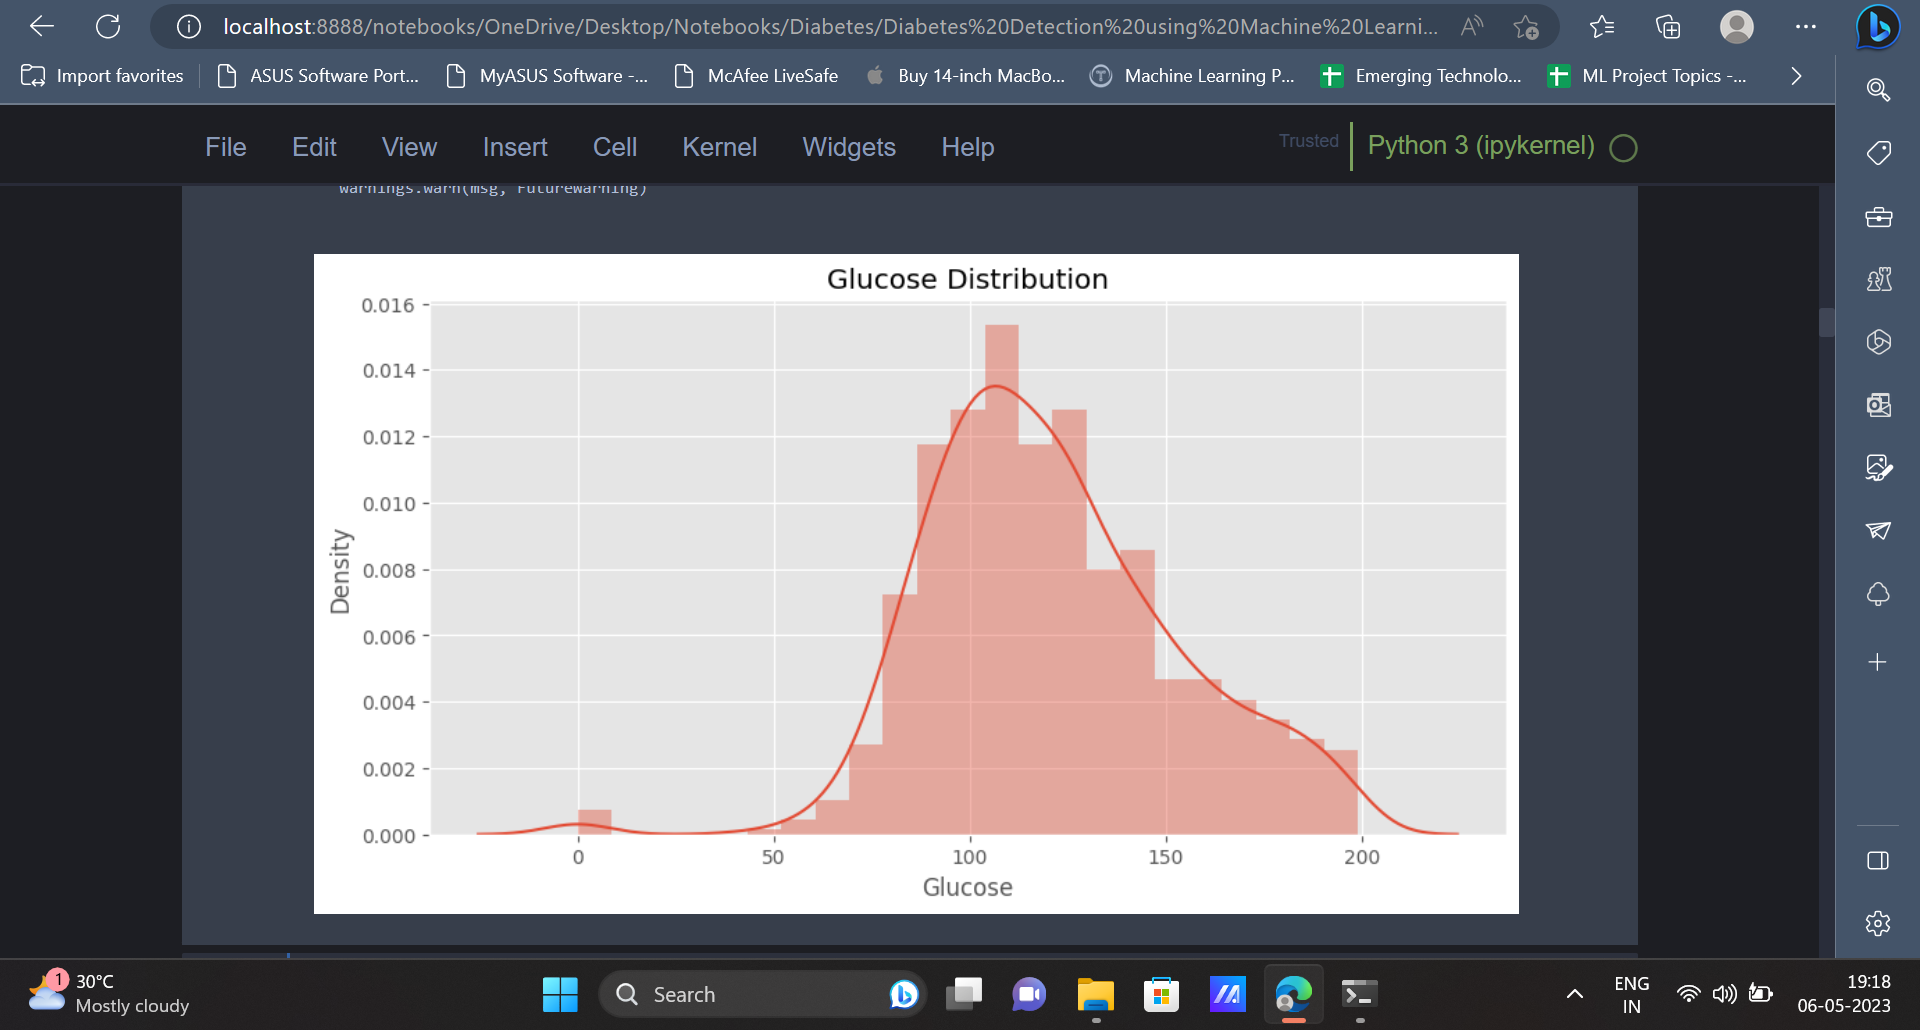 localhost:8888/notebooks/OneDrive/Desktop/Notebooks/Diabetes/Diabetes%20Detection%20using%20Machine%20Learni...
Import favorites ASUS Software Port... MyASUS Software -... McAfee LiveSafe Buy 14-inch MacBo... Machine Learning P... Emerging Technolo... ML Project Topics -...
File Edit View Insert Cell Kernel Widgets Help Trusted Python 3 (ipykernel)
warnings.warn(msg, FutureWarning)
Glucose Distribution
0.016
0.014
0.012
0.010
0.008
0.006
0.004
0.002
0.000
Density
0 50 100 150 200
Glucose
1
30°C
Mostly cloudy
Search
ENG
IN
19:18
06-05-2023